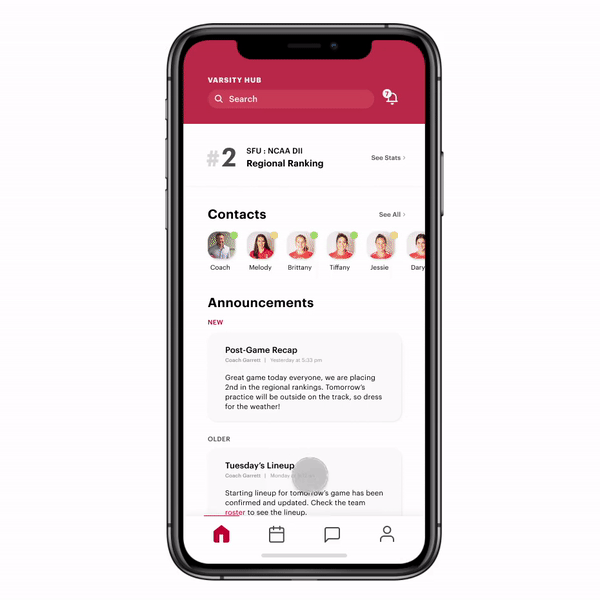 VARSITY HUB
Search
7
#2
SFU : NCAA DII
Regional Ranking
See Stats ›
Contacts
See All ›
Coach Melody Brittany Tiffany Jessie Dary
Announcements
NEW
Post-Game Recap
Coach Garrett | Yesterday at 5:33 pm
Great game today everyone, we are placing
2nd in the regional rankings. Tomorrow's
practice will be outside on the track, so dress
for the weather!
OLDER
Tuesday's Lineup
Coach Garrett | Monday
Starting lineup for tomorrow's game has been
confirmed and updated. Check the team
roster to see the lineup.